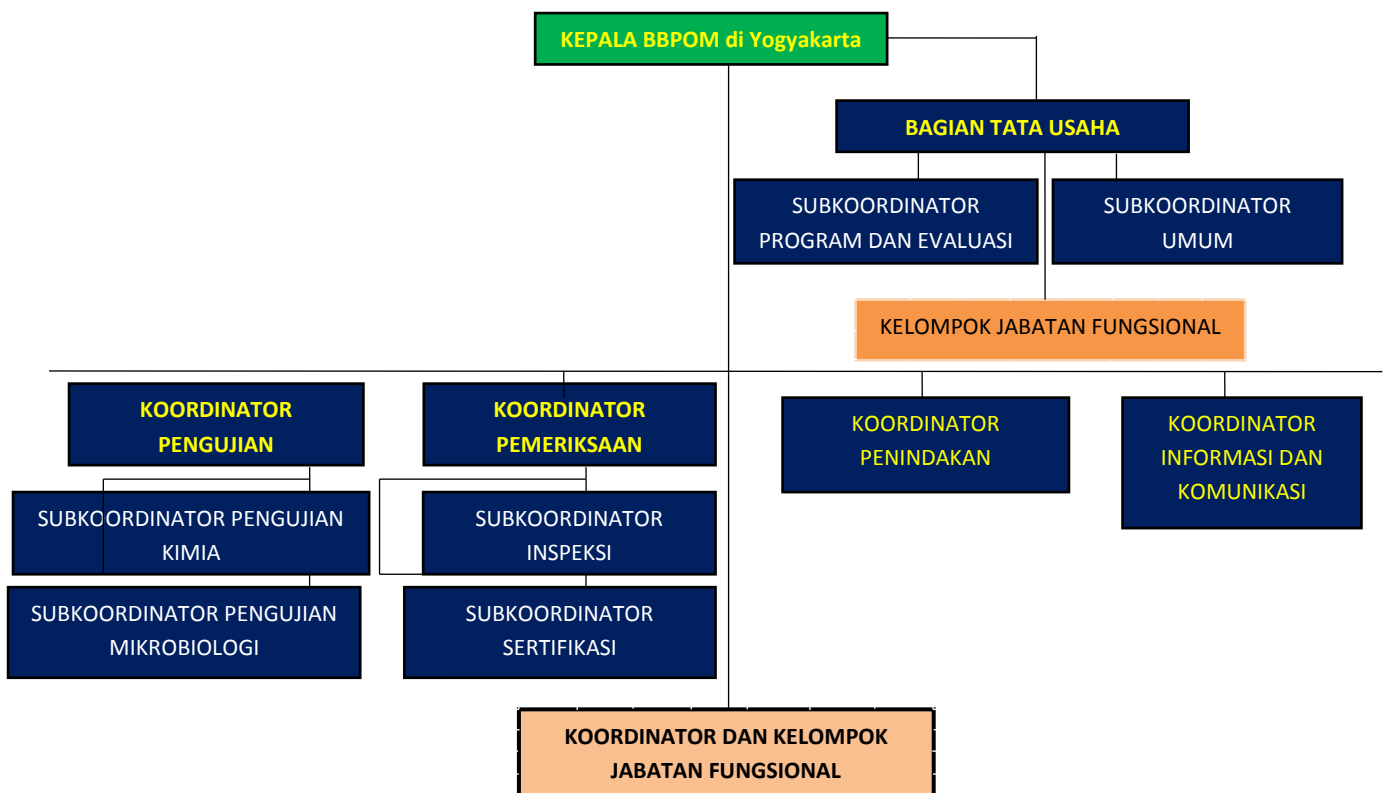 KEPALA BBPOM di Yogyakarta
BAGIAN TATA USAHA
SUBKOORDINATOR
PROGRAM DAN EVALUASI
SUBKOORDINATOR
UMUM
KELOMPOK JABATAN FUNGSIONAL
KOORDINATOR
PENGUJIAN
KOORDINATOR
PEMERIKSAAN
KOORDINATOR
PENINDAKAN
KOORDINATOR
INFORMASI DAN
KOMUNIKASI
SUBKOORDINATOR PENGUJIAN
KIMIA
SUBKOORDINATOR
INSPEKSI
SUBKOORDINATOR PENGUJIAN
MIKROBIOLOGI
SUBKOORDINATOR
SERTIFIKASI
KOORDINATOR DAN KELOMPOK
JABATAN FUNGSIONAL